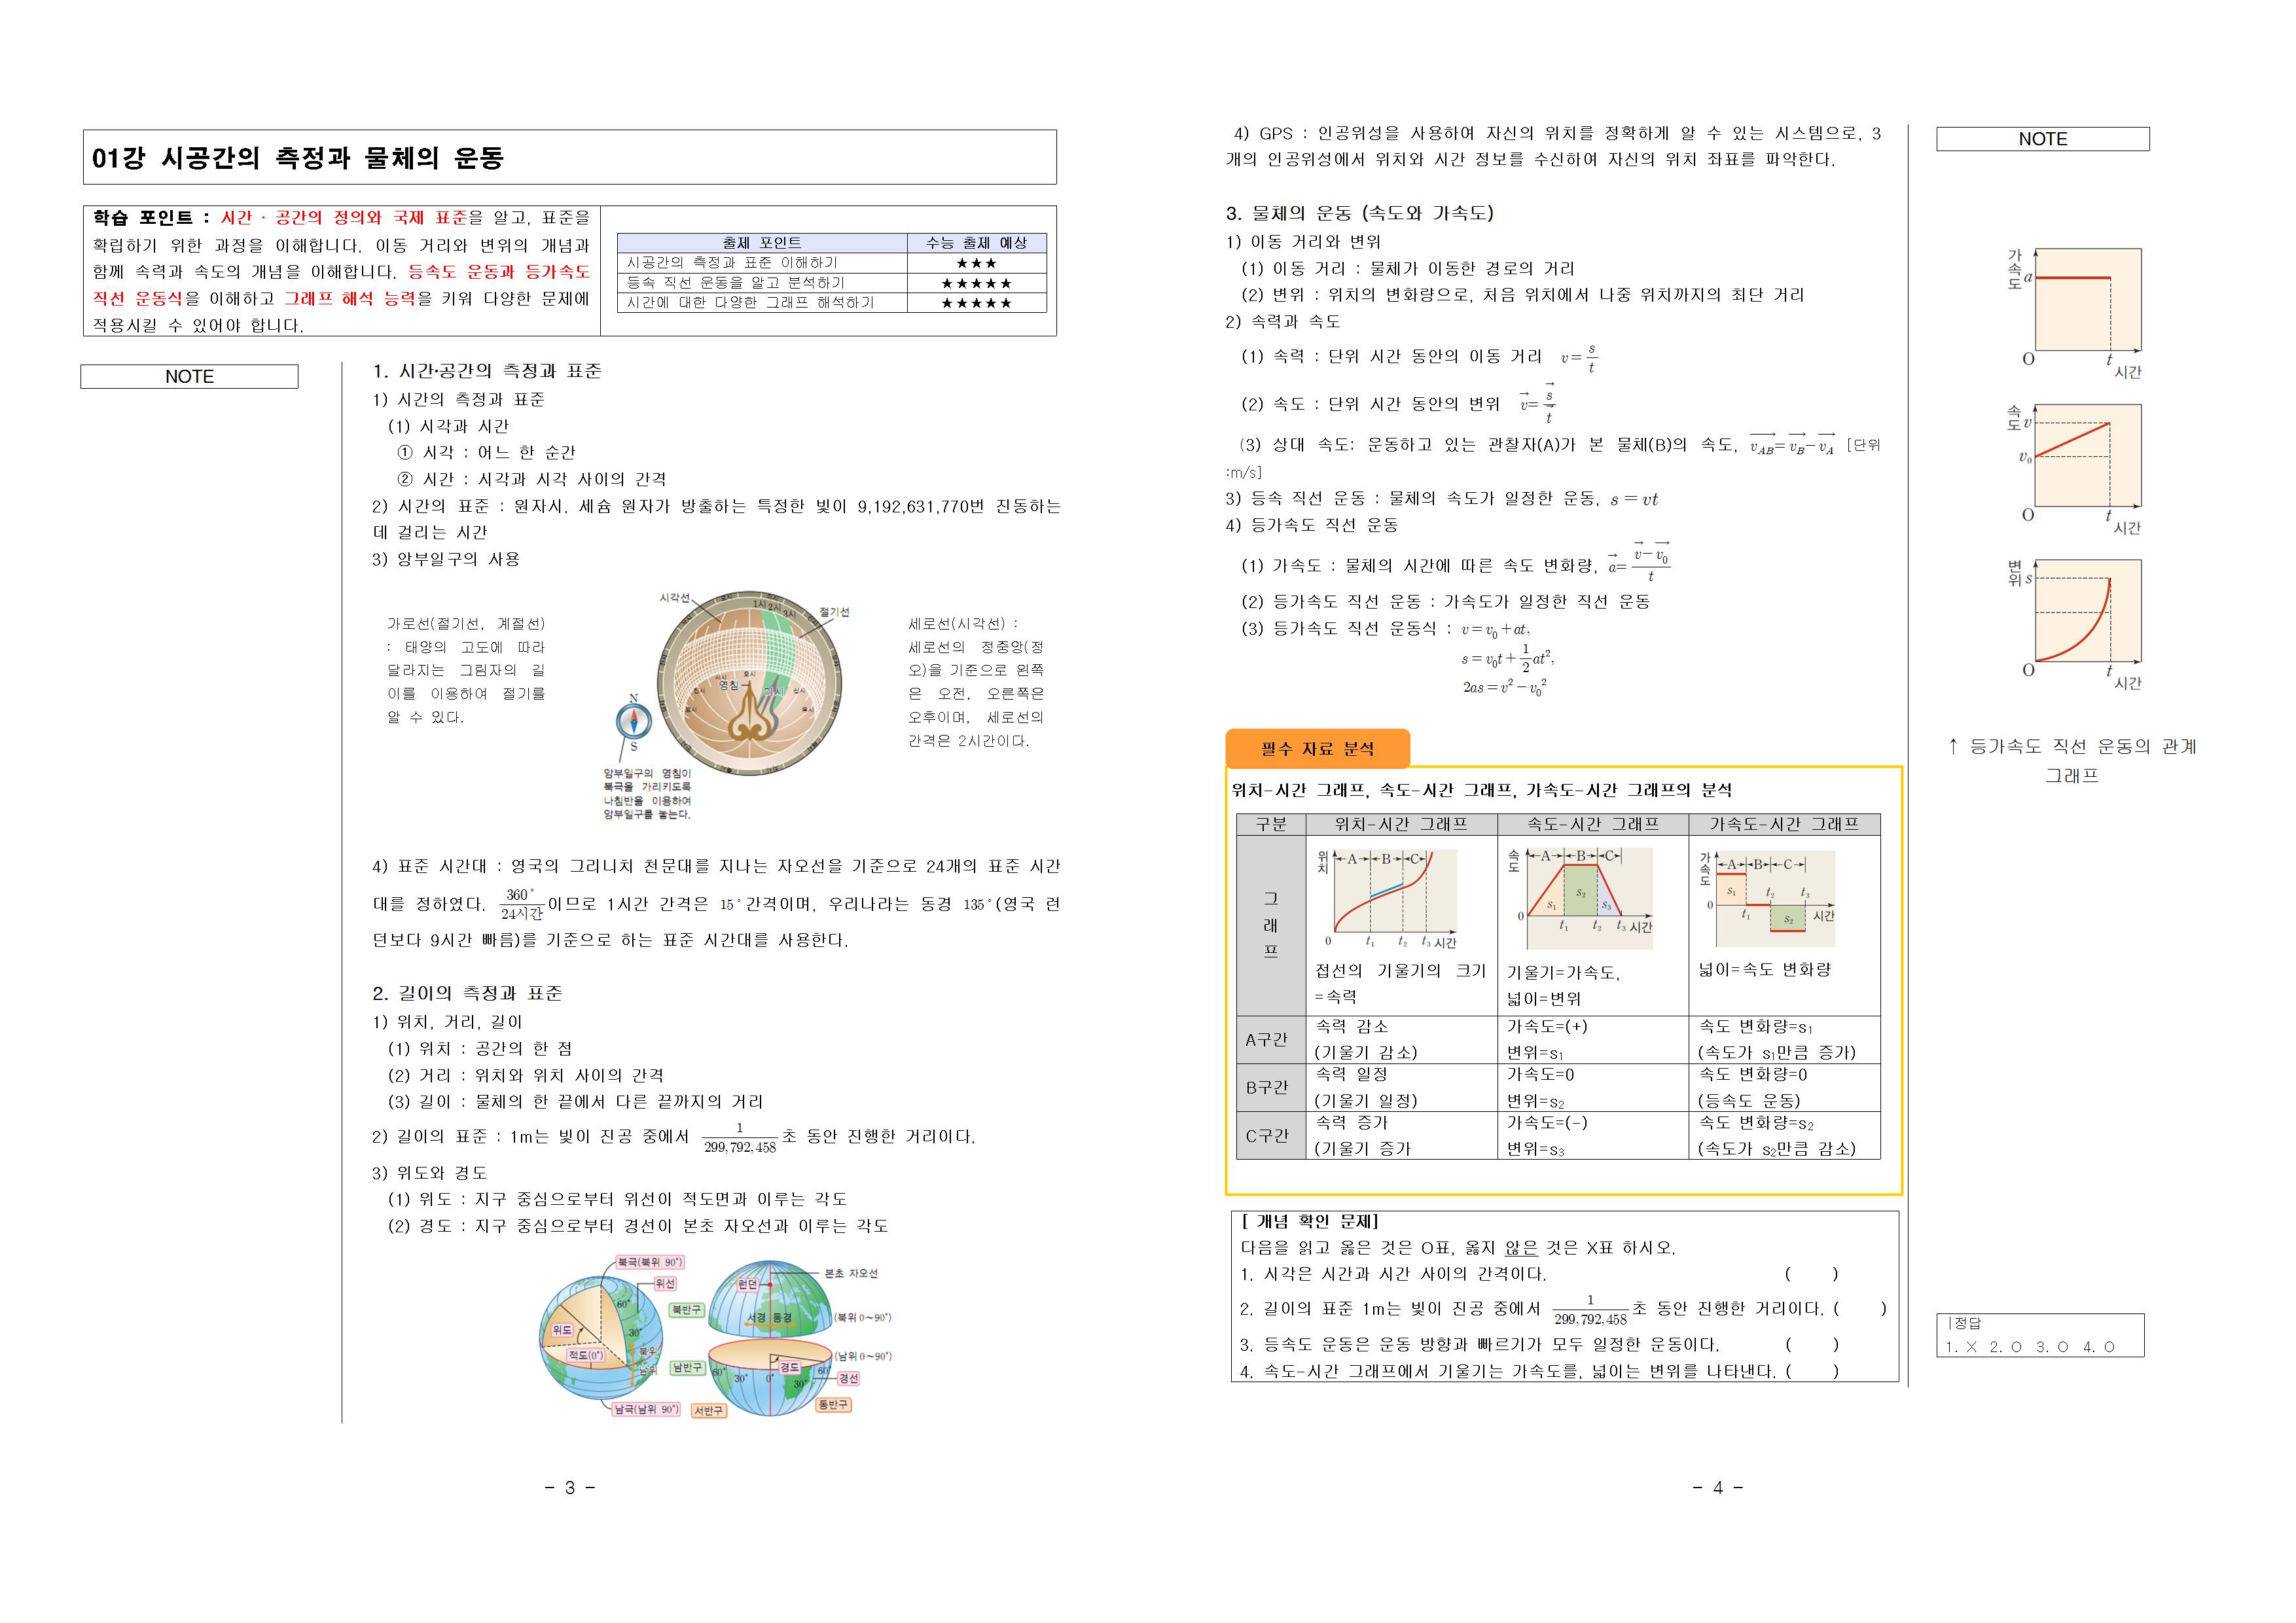 01강 시공간의 측정과 물체의 운동
학습 포인트 : 시간 · 공간의 정의와 국제 표준을 알고, 표준을
확립하기 위한 과정을 이해합니다. 이동 거리와 변위의 개념과
함께 속력과 속도의 개념을 이해합니다. 등속도 운동과 등가속도
직선 운동식을 이해하고 그래프 해석 능력을 키워 다양한 문제에
적용시킬 수 있어야 합니다.
출제 포인트 수능 출제 예상
시공간의 측정과 표준 이해하기 ★★★
등속 직선 운동을 알고 분석하기 ★★★★★
시간에 대한 다양한 그래프 해석하기 ★★★★★
NOTE
1. 시간·공간의 측정과 표준
1) 시간의 측정과 표준
(1) 시각과 시간
① 시각 : 어느 한 순간
② 시간 : 시각과 시각 사이의 간격
2) 시간의 표준 : 원자시. 세슘 원자가 방출하는 특정한 빛이 9,192,631,770번 진동하는
데 걸리는 시간
3) 앙부일구의 사용
가로선(절기선, 계절선)
: 태양의 고도에 따라
달라지는 그림자의 길
이를 이용하여 절기를
알 수 있다.
시각선
1시 2시 3시
절기선
영침
N
S
앙부일구의 영침이
북극을 가리키도록
나침반을 이용하여
앙부일구를 놓는다.
세로선(시각선) :
세로선의 정중앙(정
오)을 기준으로 왼쪽
은 오전, 오른쪽은
오후이며, 세로선의
간격은 2시간이다.
4) 표준 시간대 : 영국의 그리니치 천문대를 지나는 자오선을 기준으로 24개의 표준 시간
대를 정하였다. 360°/24시간 이므로 1시간 간격은 15°간격이며, 우리나라는 동경 135°(영국 런
던보다 9시간 빠름)를 기준으로 하는 표준 시간대를 사용한다.
2. 길이의 측정과 표준
1) 위치, 거리, 길이
(1) 위치 : 공간의 한 점
(2) 거리 : 위치와 위치 사이의 간격
(3) 길이 : 물체의 한 끝에서 다른 끝까지의 거리
2) 길이의 표준 : 1m는 빛이 진공 중에서 1/299,792,458 초 동안 진행한 거리이다.
3) 위도와 경도
(1) 위도 : 지구 중심으로부터 위선이 적도면과 이루는 각도
(2) 경도 : 지구 중심으로부터 경선이 본초 자오선과 이루는 각도
북극(북위 90°)
위선
60°
30°
위도
적도(0°)
북위
남위
남극(남위 90°)
본초 자오선
런던
북반구
서경 동경
(북위 0~90°)
(남위 0~90°)
남반구
경도
60° 30° 0° 30° 60°
경선
서반구
동반구
- 3 -
4) GPS : 인공위성을 사용하여 자신의 위치를 정확하게 알 수 있는 시스템으로, 3
개의 인공위성에서 위치와 시간 정보를 수신하여 자신의 위치 좌표를 파악한다.
3. 물체의 운동 (속도와 가속도)
1) 이동 거리와 변위
(1) 이동 거리 : 물체가 이동한 경로의 거리
(2) 변위 : 위치의 변화량으로, 처음 위치에서 나중 위치까지의 최단 거리
2) 속력과 속도
(1) 속력 : 단위 시간 동안의 이동 거리 v = s/t
(2) 속도 : 단위 시간 동안의 변위 v→ = s→/t→
(3) 상대 속도: 운동하고 있는 관찰자(A)가 본 물체(B)의 속도, v_AB→ = v_B→ − v_A→ [단위
:m/s]
3) 등속 직선 운동 : 물체의 속도가 일정한 운동, s = vt
4) 등가속도 직선 운동
(1) 가속도 : 물체의 시간에 따른 속도 변화량, a→ = (v→ − v₀→)/t
(2) 등가속도 직선 운동 : 가속도가 일정한 직선 운동
(3) 등가속도 직선 운동식 : v = v₀ + at,
s = v₀t + 1/2 at²,
2as = v² − v₀²
필수 자료 분석
위치-시간 그래프, 속도-시간 그래프, 가속도-시간 그래프의 분석
구분 위치-시간 그래프 속도-시간 그래프 가속도-시간 그래프
그래프
위치 A B C 0 t₁ t₂ t₃ 시간
접선의 기울기의 크기
=속력
속도 A B C s₁ s₂ s₃ 0 t₁ t₂ t₃ 시간
기울기=가속도,
넓이=변위
가속도 A B C s₁ t₂ t₃ 0 t₁ s₂ 시간
넓이=속도 변화량
A구간
속력 감소
(기울기 감소)
가속도=(+)
변위=s₁
속도 변화량=s₁
(속도가 s₁만큼 증가)
B구간
속력 일정
(기울기 일정)
가속도=0
변위=s₂
속도 변화량=0
(등속도 운동)
C구간
속력 증가
(기울기 증가
가속도=(-)
변위=s₃
속도 변화량=s₂
(속도가 s₂만큼 감소)
[ 개념 확인 문제]
다음을 읽고 옳은 것은 O표, 옳지 않은 것은 X표 하시오.
1. 시각은 시간과 시간 사이의 간격이다. ( )
2. 길이의 표준 1m는 빛이 진공 중에서 1/299,792,458 초 동안 진행한 거리이다. ( )
3. 등속도 운동은 운동 방향과 빠르기가 모두 일정한 운동이다. ( )
4. 속도-시간 그래프에서 기울기는 가속도를, 넓이는 변위를 나타낸다. ( )
NOTE
가속도 a O t 시간
속도 v v₀ O t 시간
변위 s O t 시간
↑ 등가속도 직선 운동의 관계
그래프
|정답
1. X 2. O 3. O 4. O
- 4 -